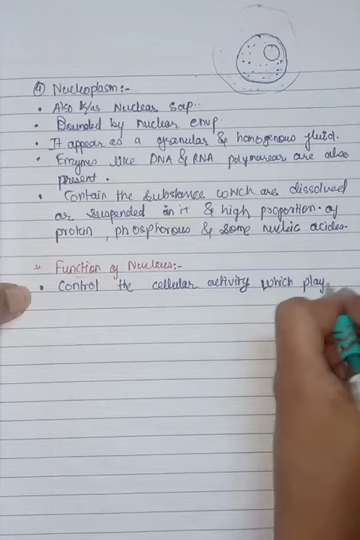 ④ Nucleoplasm:-
• Also k/as Nuclear sap.
• Bounded by nuclear envp.
• It appear as a granular & homogenous fluid.
• Enzymes like DNA & RNA polymerase are also
present.
• Contain the substance which are dissolved
or suspended in it & high proportion of
protein, phosphorous & some nucleic acides.
* Function of Nucleus:-
• Control the cellular activity which play